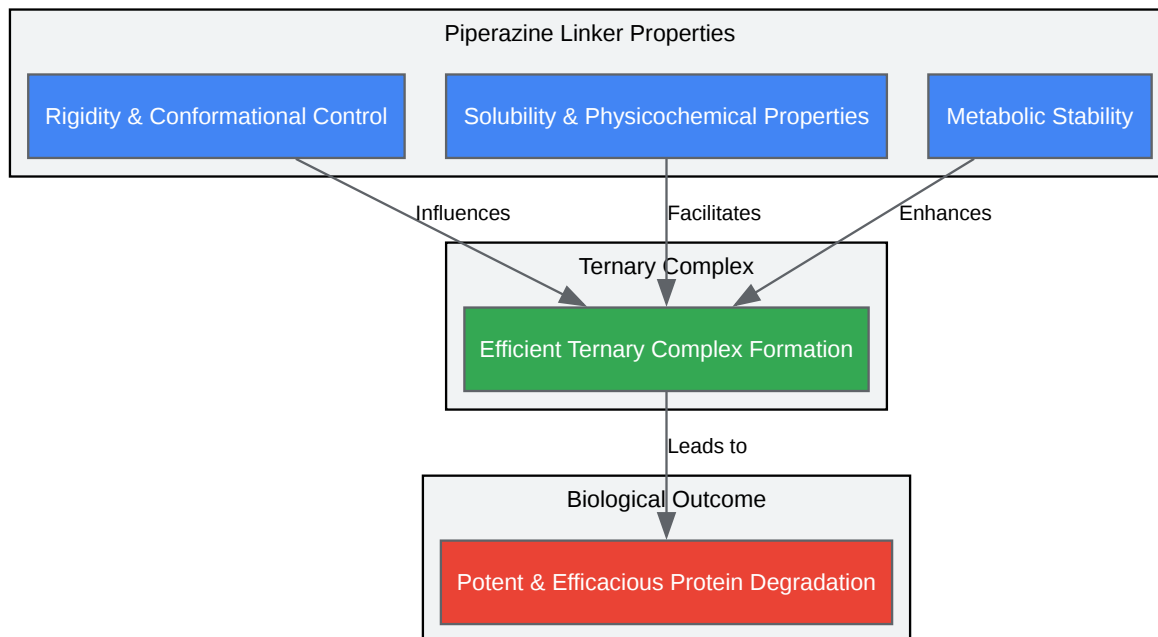 Piperazine Linker Properties
Rigidity & Conformational Control
Solubility & Physicochemical Properties
Metabolic Stability
Influences
Facilitates
Enhances
Ternary Complex
Efficient Ternary Complex Formation
Leads to
Biological Outcome
Potent & Efficacious Protein Degradation